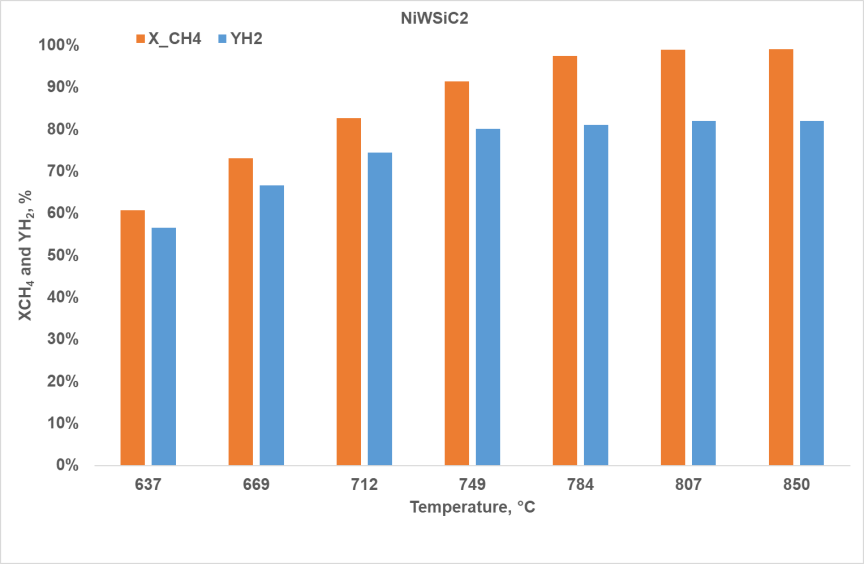 NiWSiC2
X_CH4 YH2
100%
90%
80%
70%
60%
50%
40%
30%
20%
10%
0%
XCH₄ and YH₂, %
637 669 712 749 784 807 850
Temperature, °C